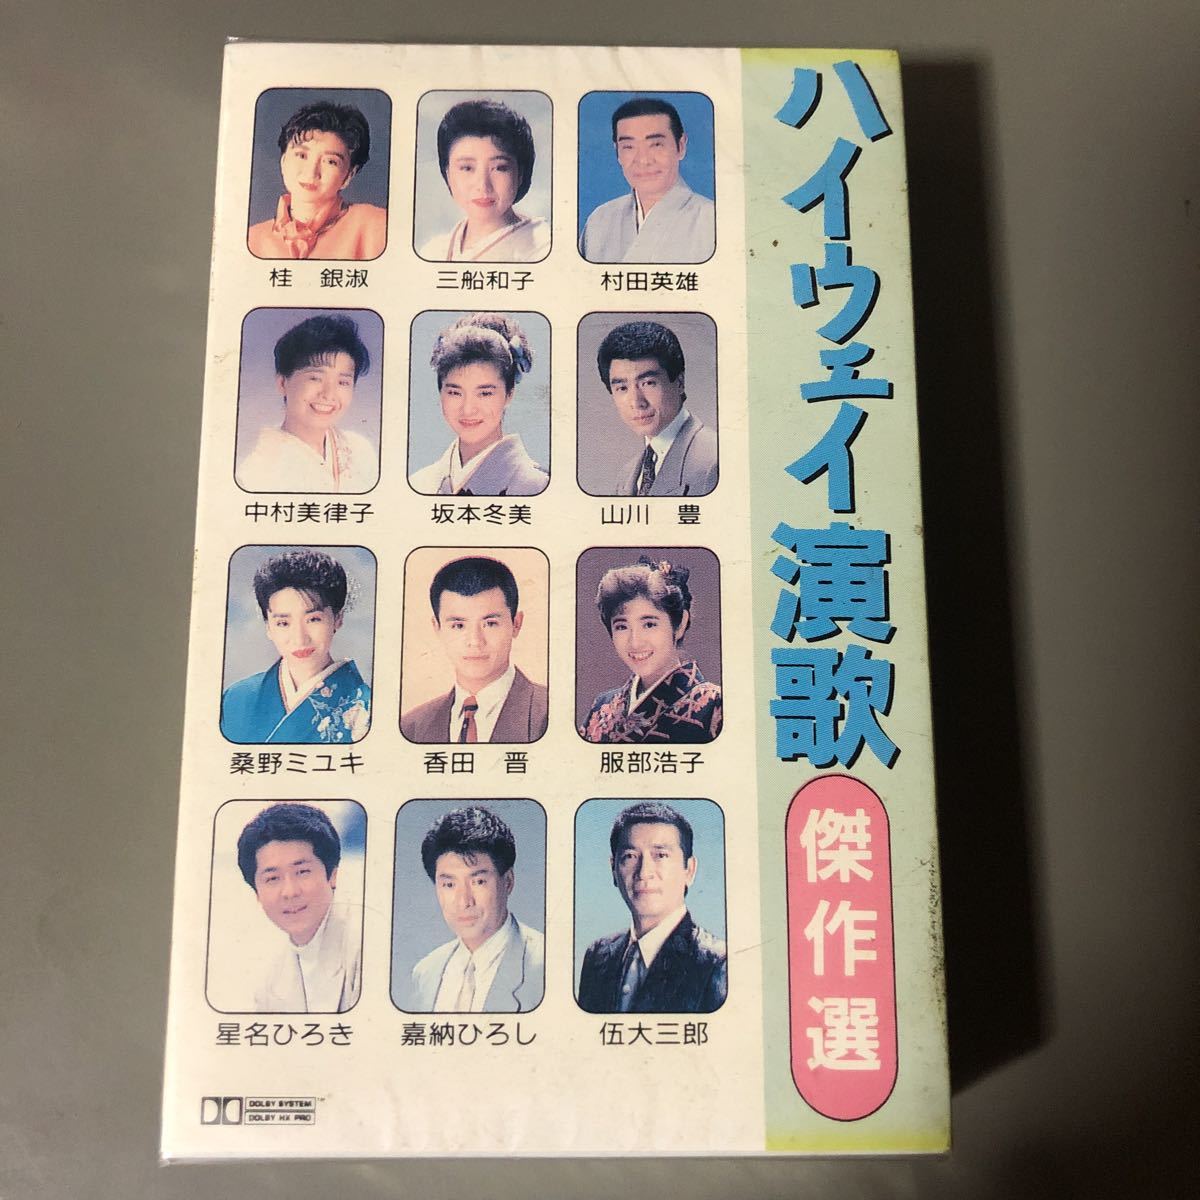 ハイウェイ演歌
傑作選
桂　銀淑
三船和子
村田英雄
中村美律子
坂本冬美
山川　豊
桑野ミユキ
香田　晋
服部浩子
星名ひろき
嘉納ひろし
伍大三郎
DOLBY SYSTEM
DOLBY HX PRO